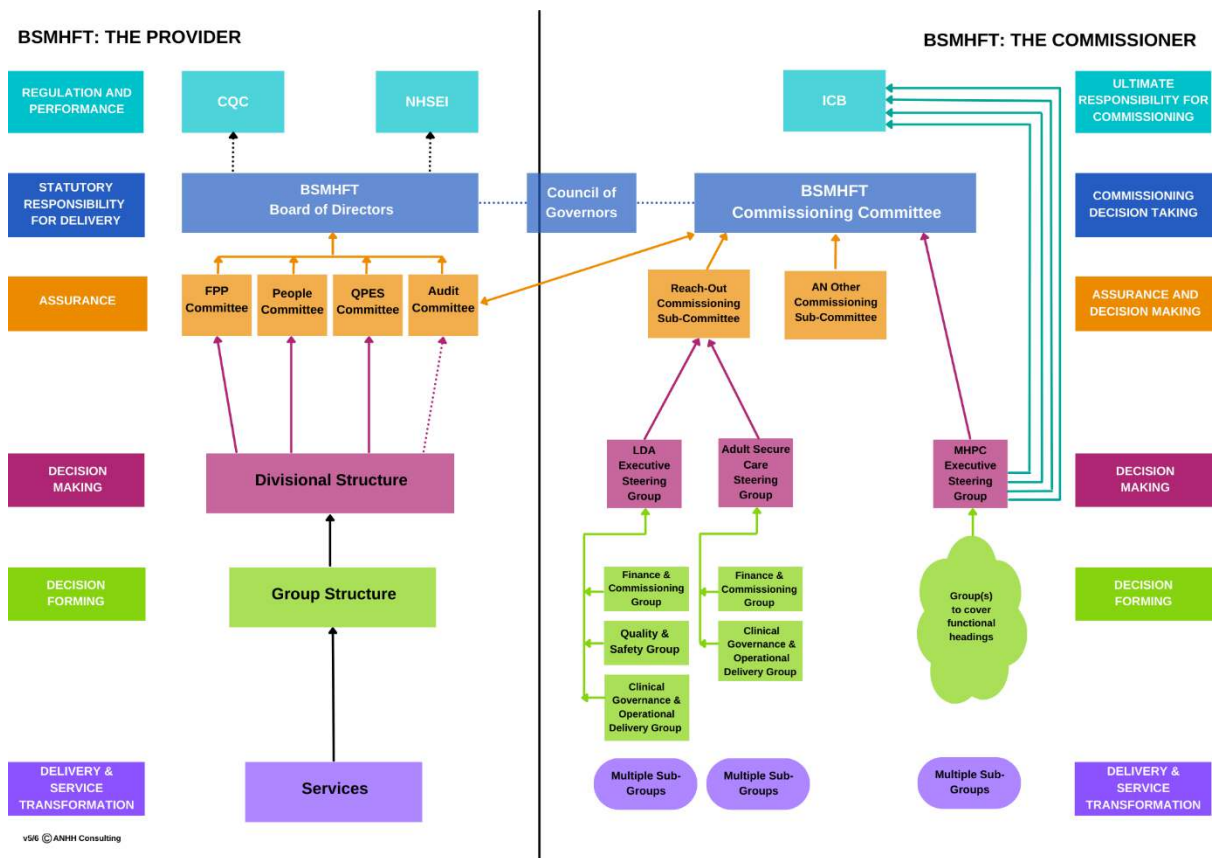 BSMHFT: THE PROVIDER
BSMHFT: THE COMMISSIONER
REGULATION AND
PERFORMANCE
CQC
NHSEI
ICB
ULTIMATE
RESPONSIBILITY FOR
COMMISSIONING
STATUTORY
RESPONSIBILITY
FOR DELIVERY
BSMHFT
Board of Directors
Council of
Governors
BSMHFT
Commissioning Committee
COMMISSIONING
DECISION TAKING
ASSURANCE
FPP
Committee
People
Committee
QPES
Committee
Audit
Committee
Reach-Out
Commissioning
Sub-Committee
AN Other
Commissioning
Sub-Committee
ASSURANCE AND
DECISION MAKING
DECISION
MAKING
Divisional Structure
LDA
Executive
Steering
Group
Adult Secure
Care
Steering
Group
MHPC
Executive
Steering
Group
DECISION
MAKING
DECISION
FORMING
Group Structure
Finance &
Commissioning
Group
Quality &
Safety Group
Clinical
Governance &
Operational
Delivery Group
Finance &
Commissioning
Group
Clinical
Governance &
Operational
Delivery Group
Group(s)
to cover
functional
headings
DECISION
FORMING
DELIVERY &
SERVICE
TRANSFORMATION
Services
Multiple Sub-
Groups
Multiple Sub-
Groups
Multiple Sub-
Groups
DELIVERY &
SERVICE
TRANSFORMATION
v5/6 © ANHH Consulting